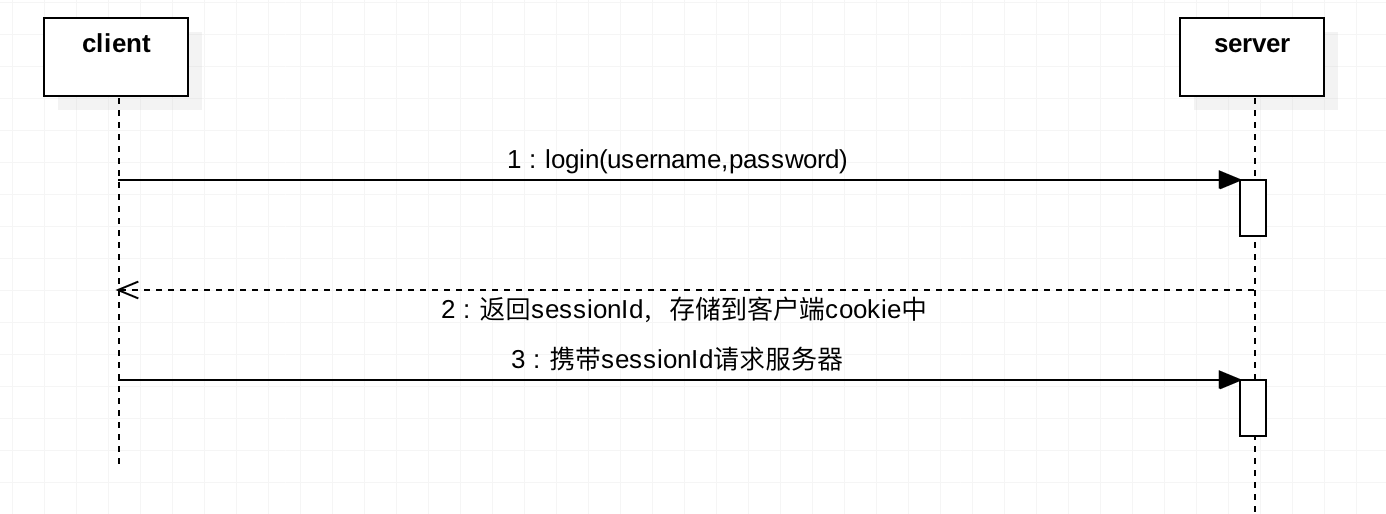 client
server
1 : login(username,password)
2 : 返回sessionId，存储到客户端cookie中
3 : 携带sessionId请求服务器